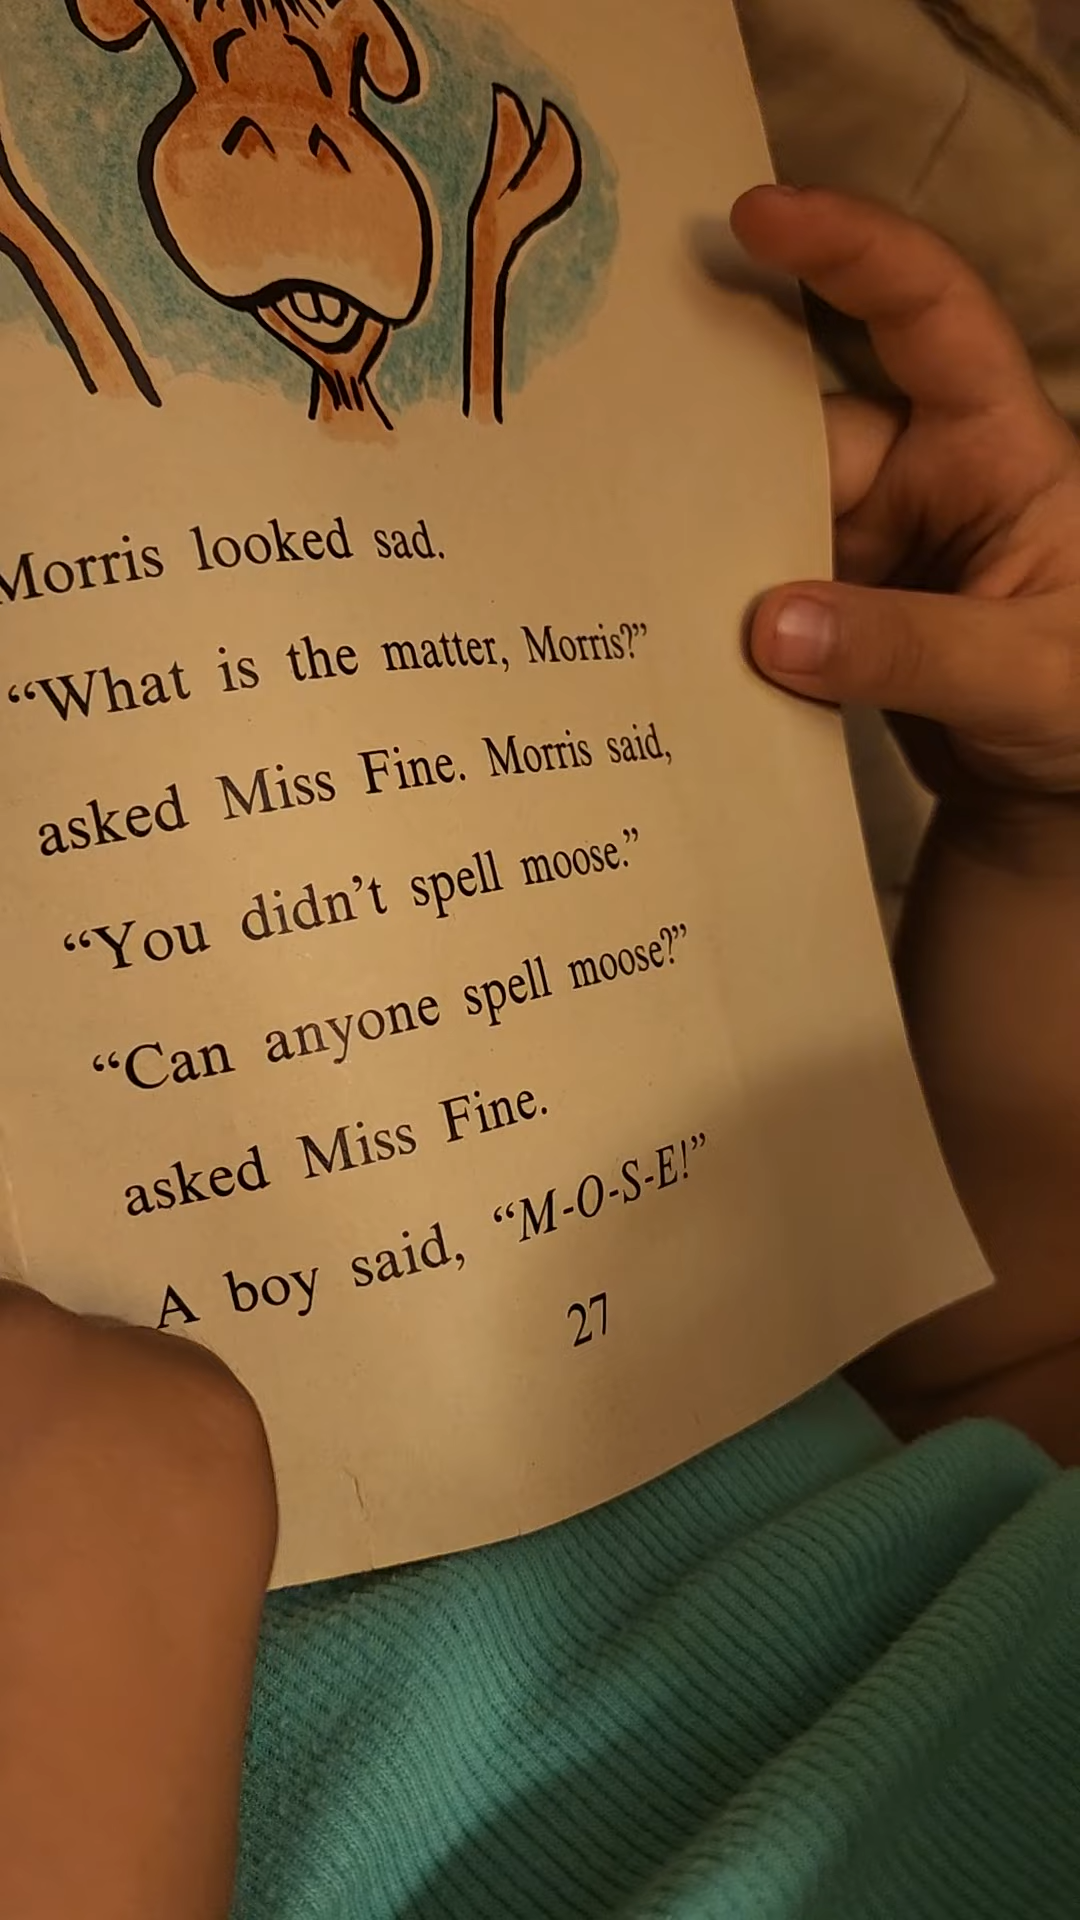 Morris looked sad.
“What is the matter, Morris?”
asked Miss Fine. Morris said,
“You didn’t spell moose.”
“Can anyone spell moose?”
asked Miss Fine.
A boy said, “M-O-S-E!”
27